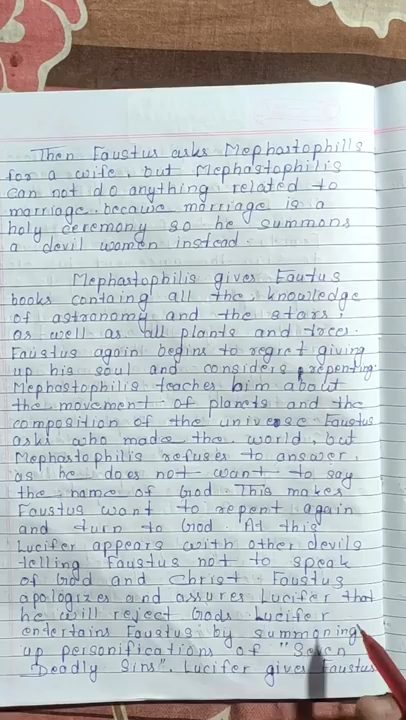 Then Faustus asks Mephastophills
for a wife, but Mephastophilis
can not do anything related to
marriage. because marriage is a
holy ceremony so he summons
a devil women instead.
Mephastophilis gives Fautus
books containg all the knowledge
of astronomy and the stars,
as well as all plants and trees.
Faustus again begins to regret giving
up his soul and considers repenting.
Mephastophilis teaches him about
the movement of planets and the
composition of the universe Faustus
asks who made the world, but
Mephastophilis refuses to answer,
as he does not want to say
the name of God. This makes
Faustus want to repent again
and turn to God. At this
Lucifer appears with other devils
telling Faustus not to speak
of God and Christ. Faustus
apologizes and assures Lucifer that
he will reject Gods. Lucifer
entertains Faustus by summoning
up personifications of "Seven
Deadly Sins". Lucifer gives Faustus